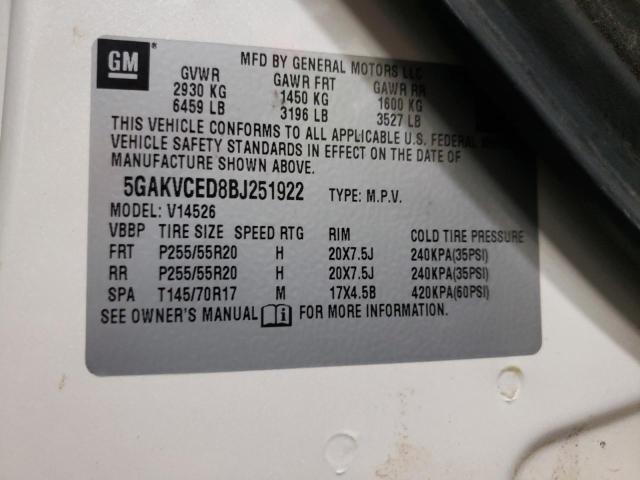 GM
MFD BY GENERAL MOTORS LLC
GVWR GAWR FRT GAWR RR
2930 KG 1450 KG 1600 KG
6459 LB 3196 LB 3527 LB
THIS VEHICLE CONFORMS TO ALL APPLICABLE U.S. FEDERAL
VEHICLE SAFETY STANDARDS IN EFFECT ON THE DATE OF
MANUFACTURE SHOWN ABOVE.
5GAKVCED8BJ251922 TYPE: M.P.V.
MODEL: V14526
VBBP TIRE SIZE SPEED RTG RIM COLD TIRE PRESSURE
FRT P255/55R20 H 20X7.5J 240KPA(35PSI)
RR P255/55R20 H 20X7.5J 240KPA(35PSI)
SPA T145/70R17 M 17X4.5B 420KPA(60PSI)
SEE OWNER'S MANUAL FOR MORE INFORMATION.